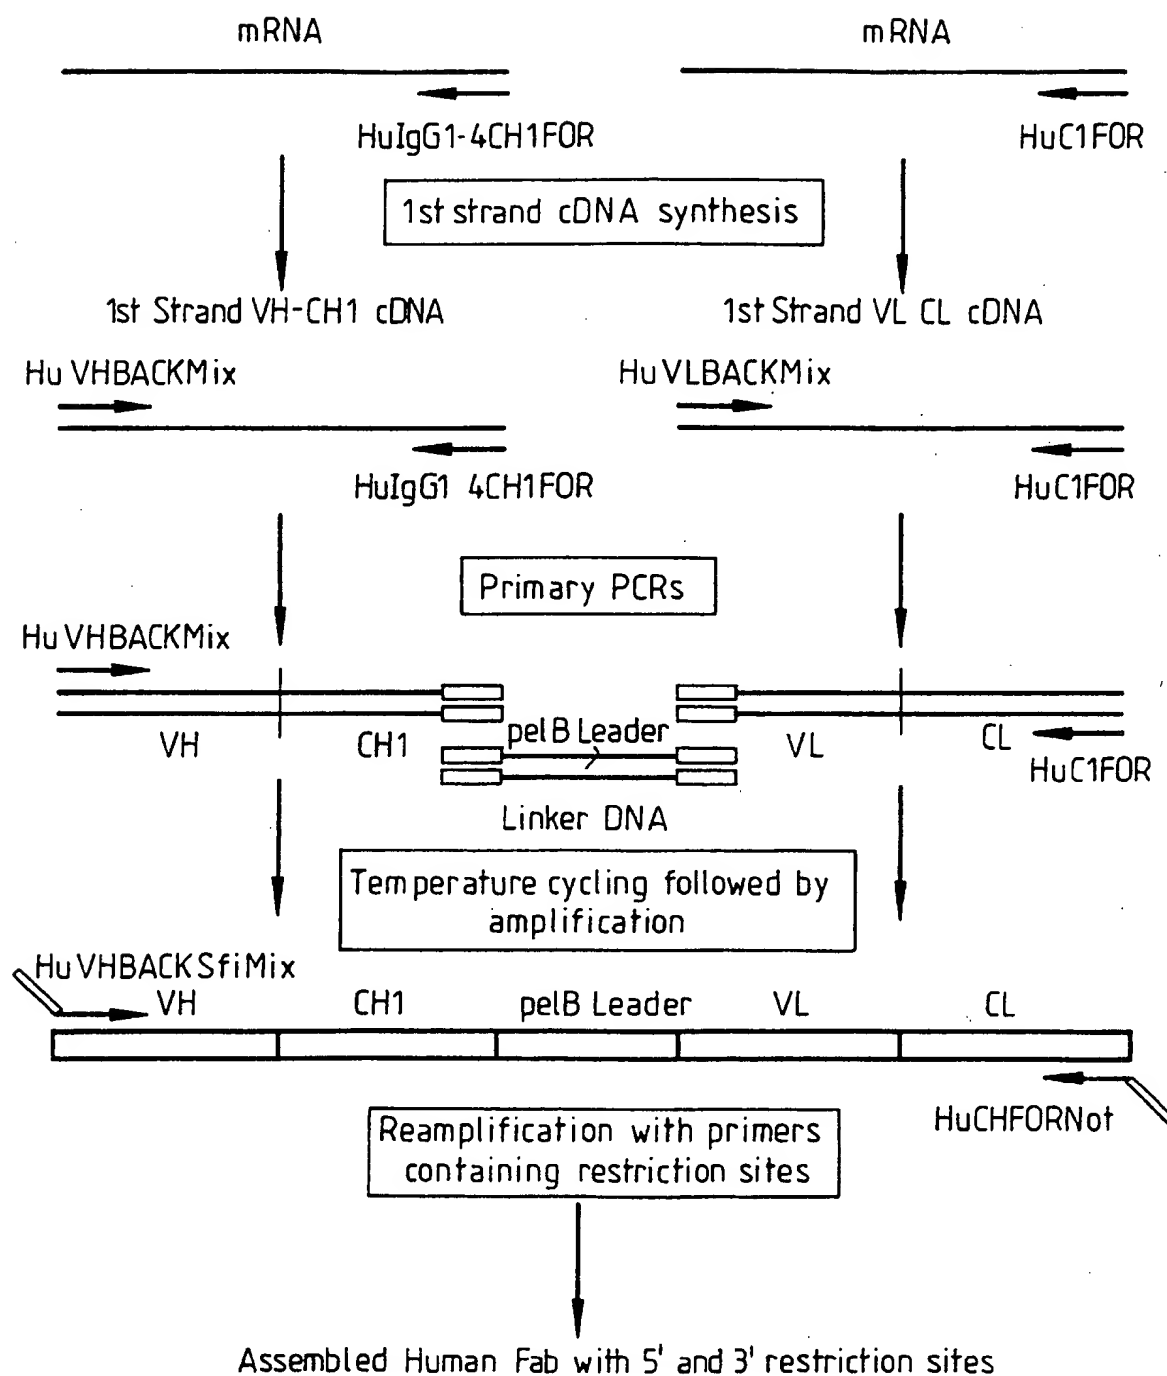 mRNA
mRNA
HuIgG1-4CH1FOR
HuC1FOR
1st strand cDNA synthesis
1st Strand VH-CH1 cDNA
1st Strand VL CL cDNA
Hu VHBACKMix
Hu VLBACKMix
HuIgG1 4CH1FOR
HuC1FOR
Primary PCRs
Hu VHBACKMix
VH
CH1
pelB Leader
VL
CL
HuC1FOR
Linker DNA
Temperature cycling followed by
amplification
Hu VHBACKSfiMix
VH
CH1
pelB Leader
VL
CL
HuCHFORNot
Reamplification with primers
containing restriction sites
Assembled Human Fab with 5' and 3' restriction sites